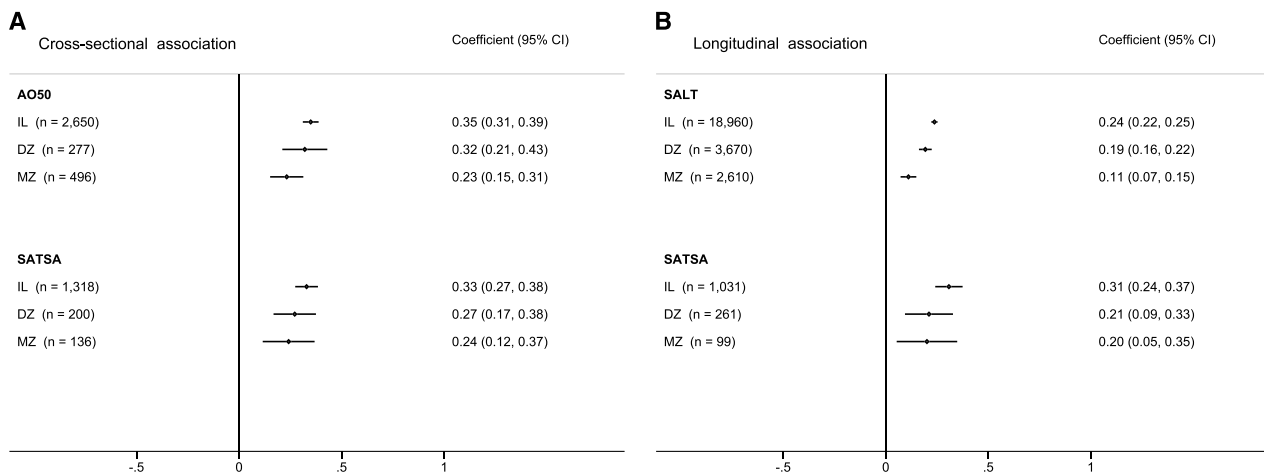 A
Cross-sectional association
Coefficient (95% CI)
AO50
IL (n = 2,650) 0.35 (0.31, 0.39)
DZ (n = 277) 0.32 (0.21, 0.43)
MZ (n = 496) 0.23 (0.15, 0.31)
SATSA
IL (n = 1,318) 0.33 (0.27, 0.38)
DZ (n = 200) 0.27 (0.17, 0.38)
MZ (n = 136) 0.24 (0.12, 0.37)
-.5 0 .5 1
B
Longitudinal association
Coefficient (95% CI)
SALT
IL (n = 18,960) 0.24 (0.22, 0.25)
DZ (n = 3,670) 0.19 (0.16, 0.22)
MZ (n = 2,610) 0.11 (0.07, 0.15)
SATSA
IL (n = 1,031) 0.31 (0.24, 0.37)
DZ (n = 261) 0.21 (0.09, 0.33)
MZ (n = 99) 0.20 (0.05, 0.35)
-.5 0 .5 1